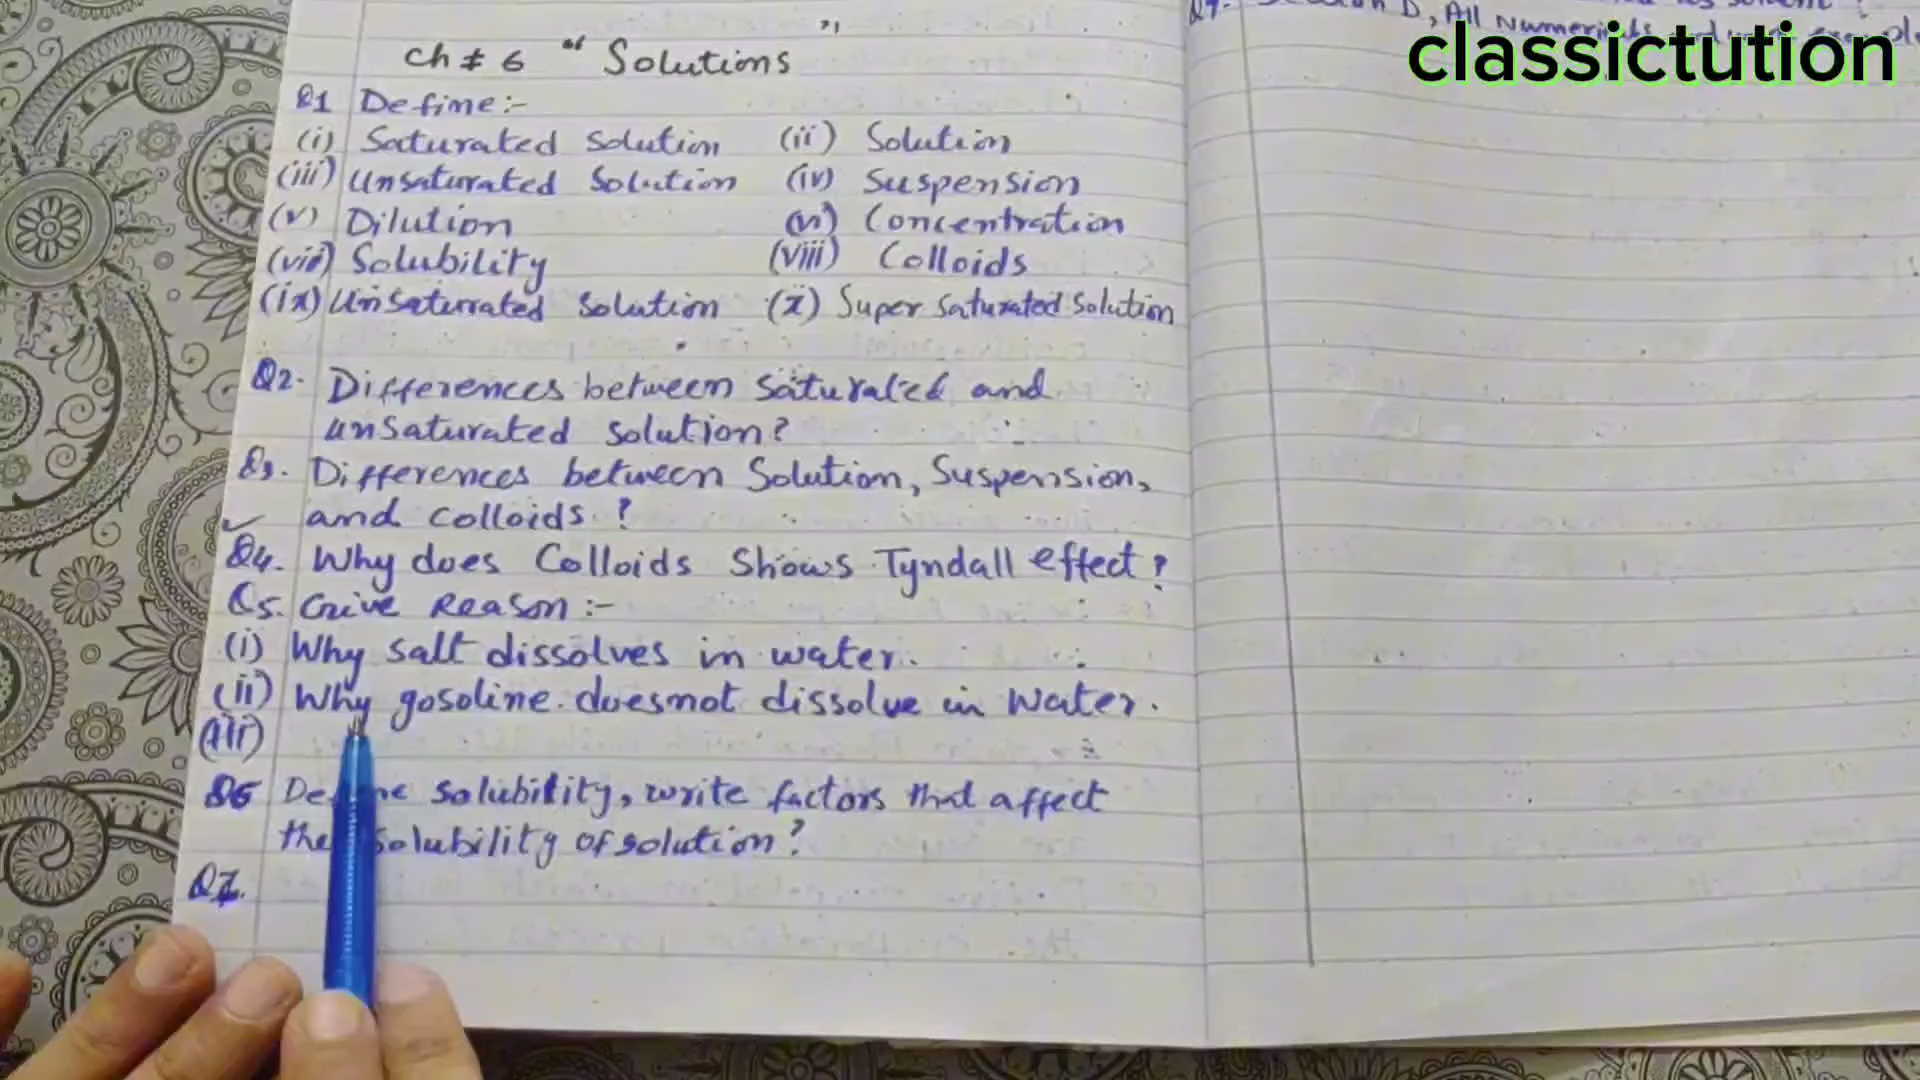 Ch # 6 " Solutions "
Q1 Define:-
(i) Saturated Solution (ii) Solution
(iii) Unsaturated Solution (iv) Suspension
(v) Dilution (vi) Concentration
(vii) Solubility (viii) Colloids
(ix) Unsaturated Solution (x) Super Saturated Solution
Q2. Differences between Saturated and
unsaturated solution?
Q3. Differences between Solution, Suspension,
and colloids ?
Q4. Why does Colloids Shows Tyndall effect?
Q5. Give Reason :-
(i) Why salt dissolves in water.
(ii) Why gasoline doesnot dissolve in water.
(iii)
Q6 Define solubility, write factors that affect
the solubility of solution?
Q7.
D, All Numericals
classictution